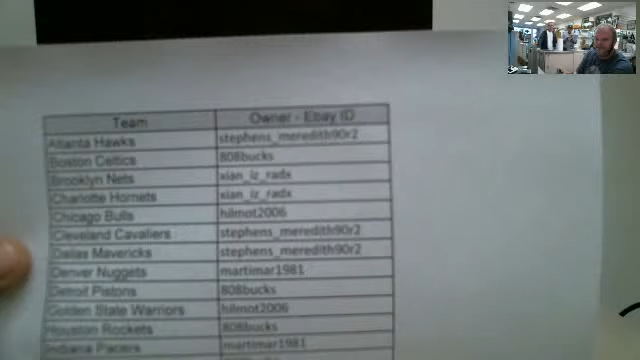 Team Owner - Ebay ID
Atlanta Hawks stephens_meredith90r2
Boston Celtics 808bucks
Brooklyn Nets xian_iz_radx
Charlotte Hornets xian_iz_radx
Chicago Bulls hilmot2006
Cleveland Cavaliers stephens_meredith90r2
Dallas Mavericks stephens_meredith90r2
Denver Nuggets martimar1981
Detroit Pistons 808bucks
Golden State Warriors hilmot2006
Houston Rockets 808bucks
Indiana Pacers martimar1981